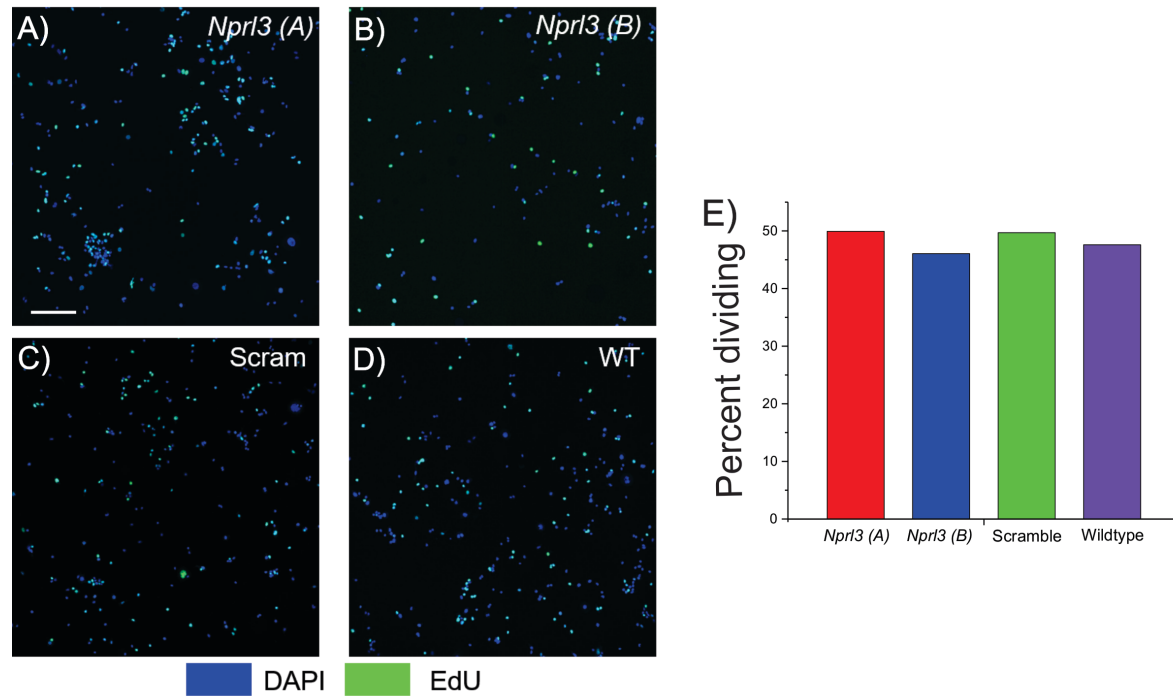 A) Nprl3 (A)
B) Nprl3 (B)
C) Scram
D) WT
DAPI
EdU
E)
Percent dividing
50
40
30
20
10
0
Nprl3 (A)
Nprl3 (B)
Scramble
Wildtype